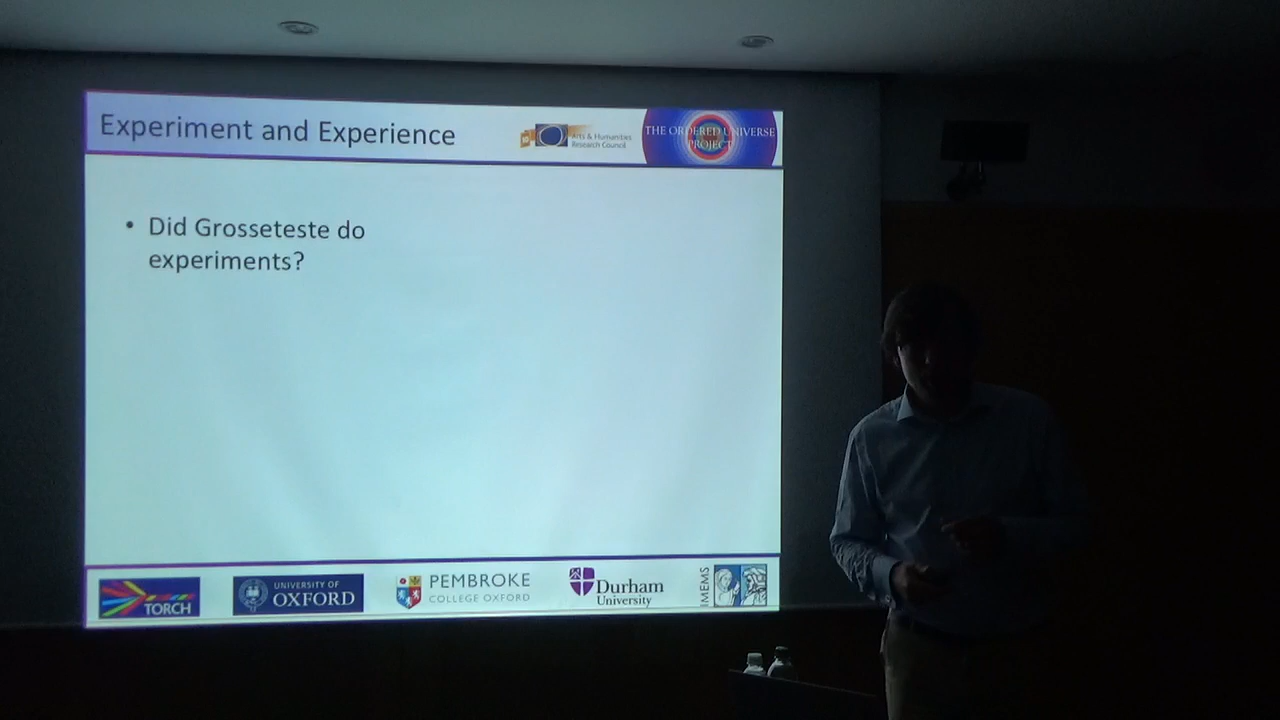 Experiment and Experience
Arts & Humanities
Research Council
THE ORDERED UNIVERSE
PROJECT
• Did Grosseteste do
experiments?
TORCH
UNIVERSITY OF
OXFORD
PEMBROKE
COLLEGE OXFORD
Durham
University
IMEMS